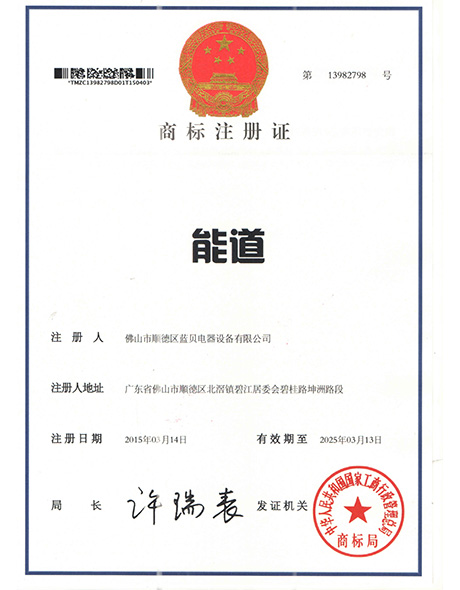 *TMZC13982798D01T150403*
第 13982798 号
商标注册证
能道
注册人 佛山市顺德区蓝贝电器设备有限公司
注册人地址 广东省佛山市顺德区北滘镇碧江居委会碧桂路坤洲路段
注册日期 2015年03月14日 有效期至 2025年03月13日
局长 许瑞表 发证机关
中华人民共和国国家工商行政管理总局
商标局